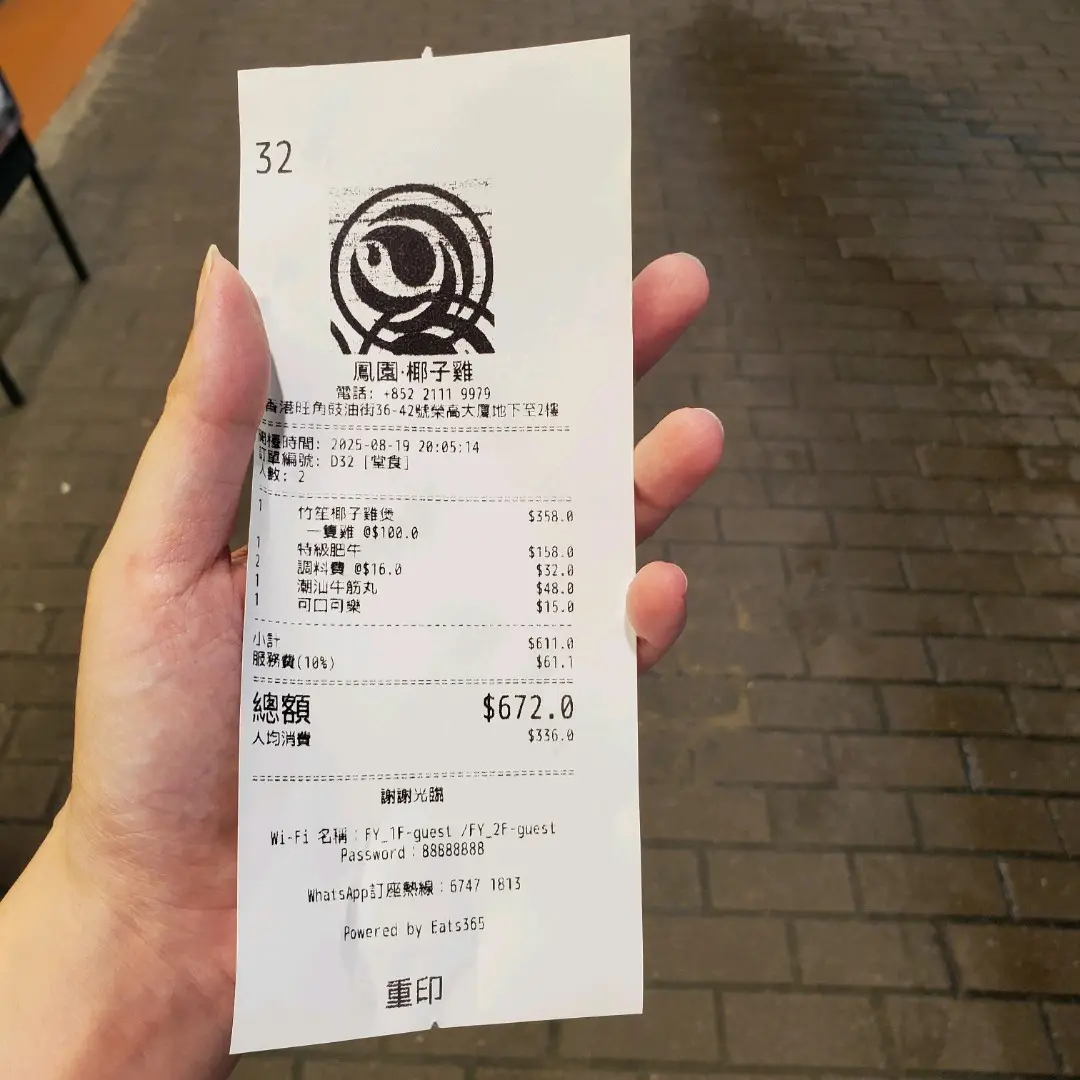 32
鳳園·椰子雞
電話: +852 2111 9979
香港旺角豉油街36-42號榮高大廈地下至2樓
時間: 2025-08-19 20:05:14
訂單編號: D32 [堂食]
人數: 2
1 竹笙椰子雞煲 $358.0
一隻雞 @$100.0
1 特級肥牛 $158.0
2 調料費 @$16.0 $32.0
1 潮汕牛筋丸 $48.0
1 可口可樂 $15.0
小計 $611.0
服務費(10%) $61.1
總額 $672.0
人均消費 $336.0
謝謝光臨
Wi-Fi 名稱：FY_1F-guest /FY_2F-guest
Password：88688888
WhatsApp訂座熱線：6747 1813
Powered by Eats365
重印